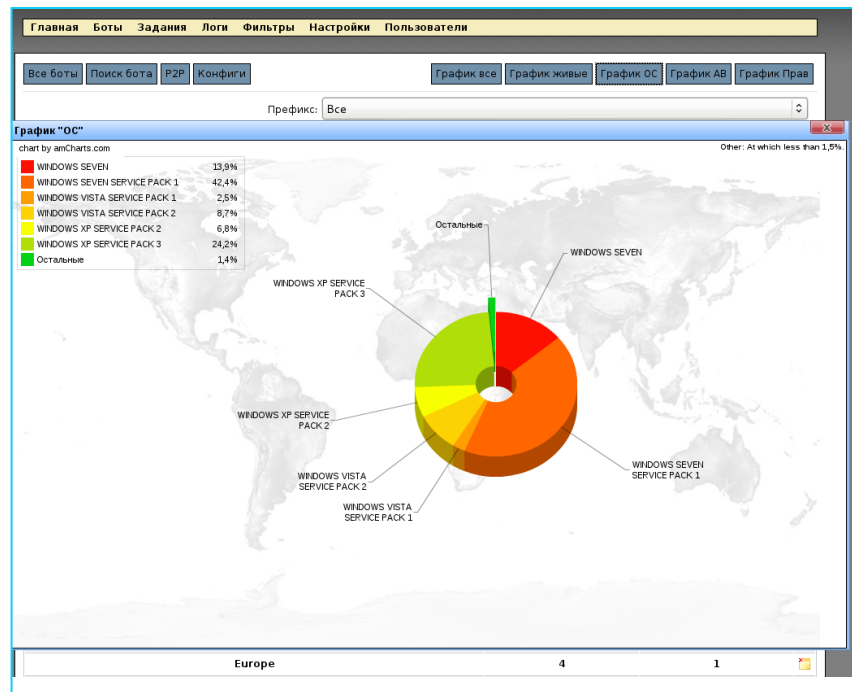 Главная Боты Задания Логи Фильтры Настройки Пользователи
Все боты Поиск бота P2P Конфиги График все График живые График ОС График АВ График Прав
Префикс: Все
График "ОС"
chart by amCharts.com
Other: At which less than 1,5%.
WINDOWS SEVEN 13,9%
WINDOWS SEVEN SERVICE PACK 1 42,4%
WINDOWS VISTA SERVICE PACK 1 2,5%
WINDOWS VISTA SERVICE PACK 2 8,7%
WINDOWS XP SERVICE PACK 2 6,8%
WINDOWS XP SERVICE PACK 3 24,2%
Остальные 1,4%
Остальные
WINDOWS SEVEN
WINDOWS XP SERVICE
PACK 3
WINDOWS XP SERVICE
PACK 2
WINDOWS SEVEN
SERVICE PACK 1
WINDOWS VISTA
SERVICE PACK 2
WINDOWS VISTA
SERVICE PACK 1
Europe 4 1